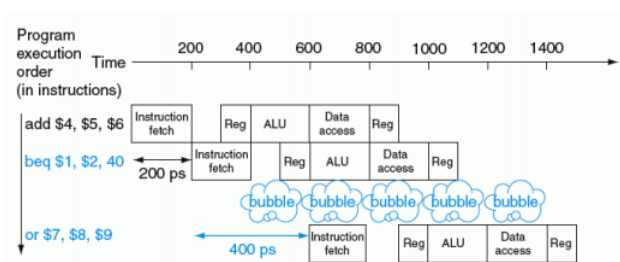 Program
execution
order
(in instructions)
Time
200 400 600 800 1000 1200 1400
add $4, $5, $6
Instruction
fetch
Reg
ALU
Data
access
Reg
beq $1, $2, 40
200 ps
Instruction
fetch
Reg
ALU
Data
access
Reg
bubble bubble bubble bubble bubble
or $7, $8, $9
400 ps
Instruction
fetch
Reg
ALU
Data
access
Reg